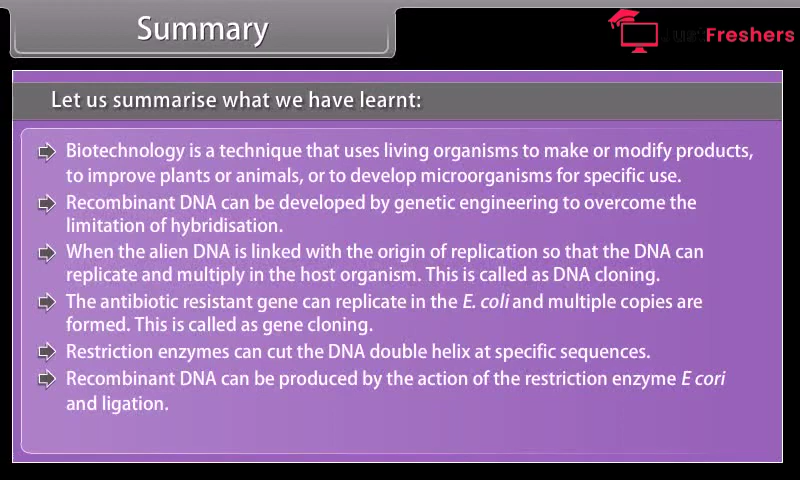 Summary
JustFreshers
Let us summarise what we have learnt:
Biotechnology is a technique that uses living organisms to make or modify products,
to improve plants or animals, or to develop microorganisms for specific use.
Recombinant DNA can be developed by genetic engineering to overcome the
limitation of hybridisation.
When the alien DNA is linked with the origin of replication so that the DNA can
replicate and multiply in the host organism. This is called as DNA cloning.
The antibiotic resistant gene can replicate in the E. coli and multiple copies are
formed. This is called as gene cloning.
Restriction enzymes can cut the DNA double helix at specific sequences.
Recombinant DNA can be produced by the action of the restriction enzyme E cori
and ligation.